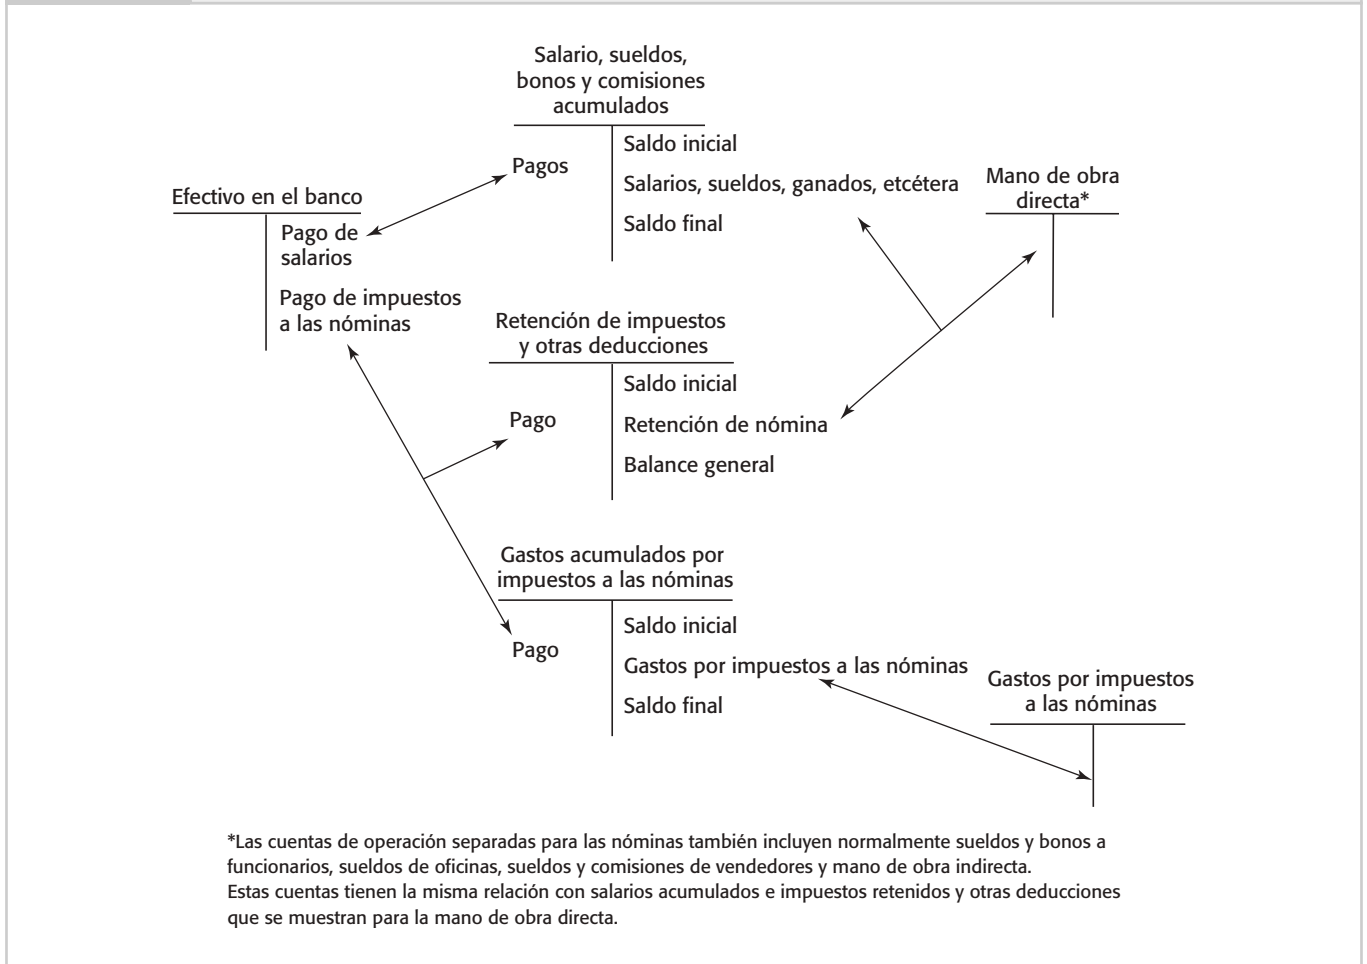 Salario, sueldos,
bonos y comisiones
acumulados
Saldo inicial
Pagos
Salarios, sueldos, ganados, etcétera
Saldo final
Efectivo en el banco
Pago de
salarios
Pago de impuestos
a las nóminas
Mano de obra
directa*
Retención de impuestos
y otras deducciones
Saldo inicial
Pago
Retención de nómina
Balance general
Gastos acumulados por
impuestos a las nóminas
Saldo inicial
Pago
Gastos por impuestos a las nóminas
Saldo final
Gastos por impuestos
a las nóminas
*Las cuentas de operación separadas para las nóminas también incluyen normalmente sueldos y bonos a
funcionarios, sueldos de oficinas, sueldos y comisiones de vendedores y mano de obra indirecta.
Estas cuentas tienen la misma relación con salarios acumulados e impuestos retenidos y otras deducciones
que se muestran para la mano de obra directa.